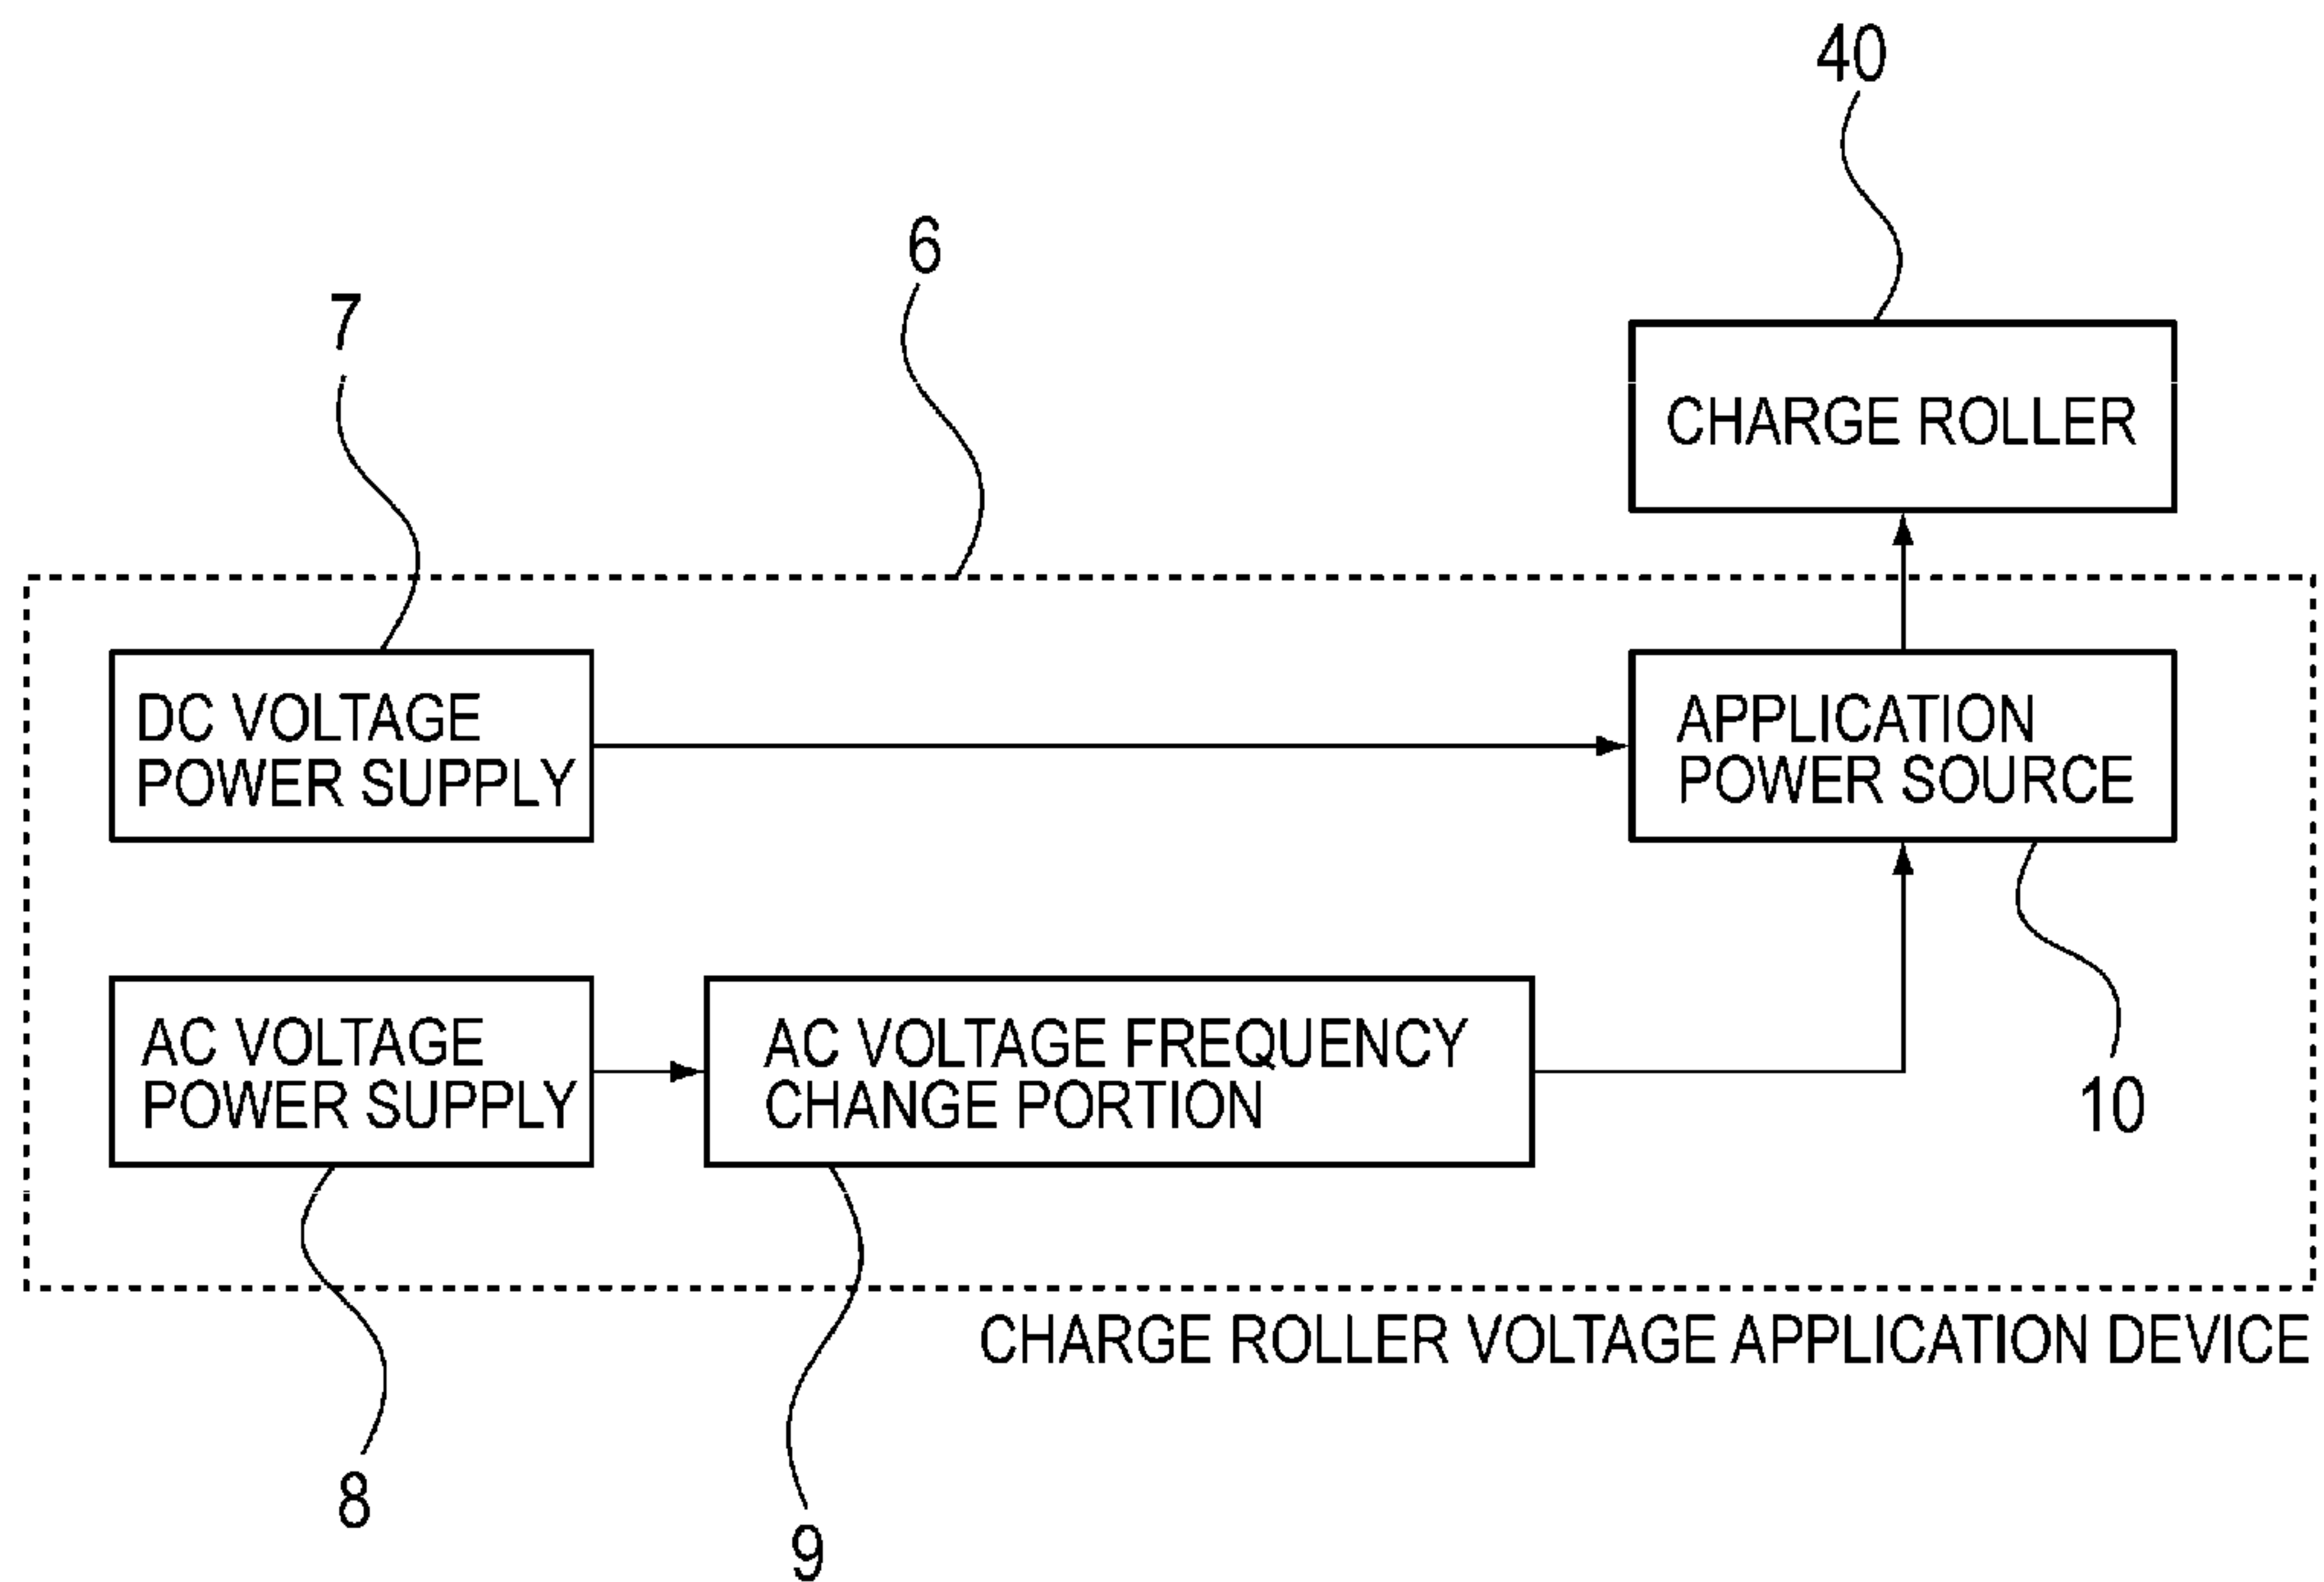 40
6
7
CHARGE ROLLER
DC VOLTAGE
POWER SUPPLY
APPLICATION
POWER SOURCE
AC VOLTAGE
POWER SUPPLY
AC VOLTAGE FREQUENCY
CHANGE PORTION
10
CHARGE ROLLER VOLTAGE APPLICATION DEVICE
8
9